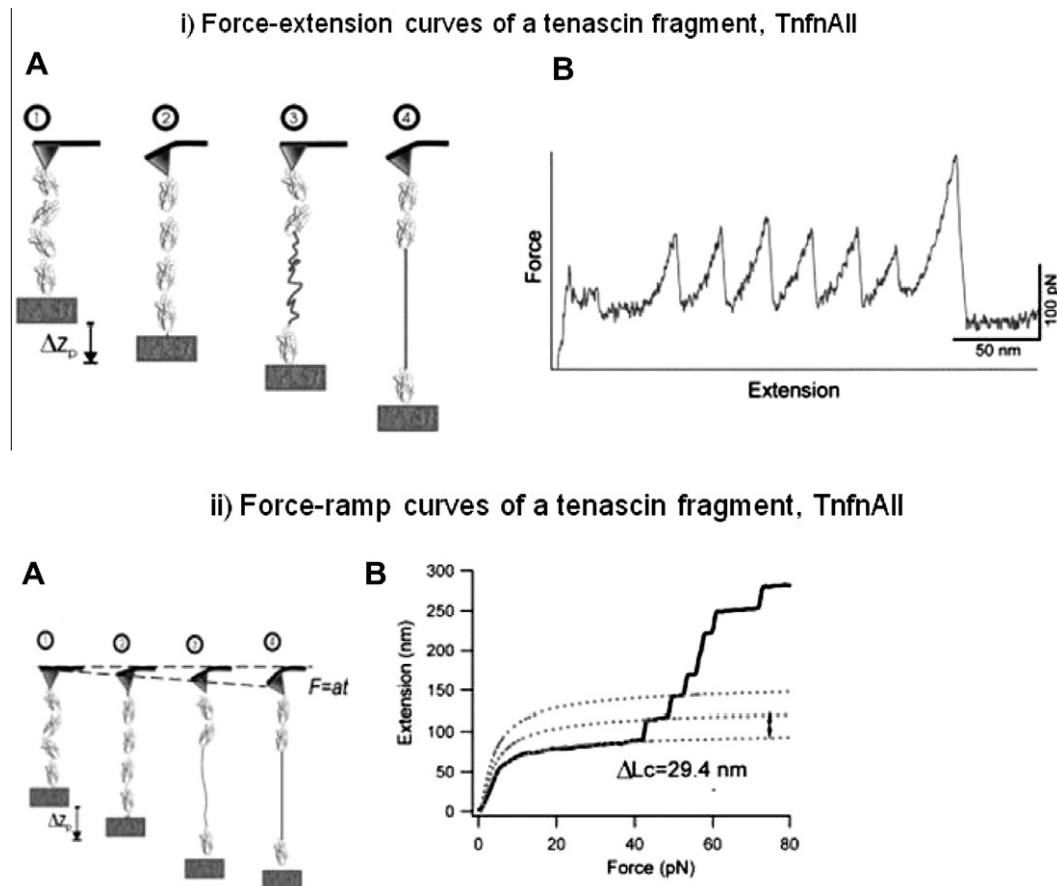 i) Force-extension curves of a tenascin fragment, TnfnAll
A
B
1 2 3 4
ΔZp
Force
100 pN
50 nm
Extension
ii) Force-ramp curves of a tenascin fragment, TnfnAll
A
B
1 2 3 4
F=at
ΔZp
Extension (nm)
300
250
200
150
100
50
0
ΔLc=29.4 nm
0 20 40 60 80
Force (pN)